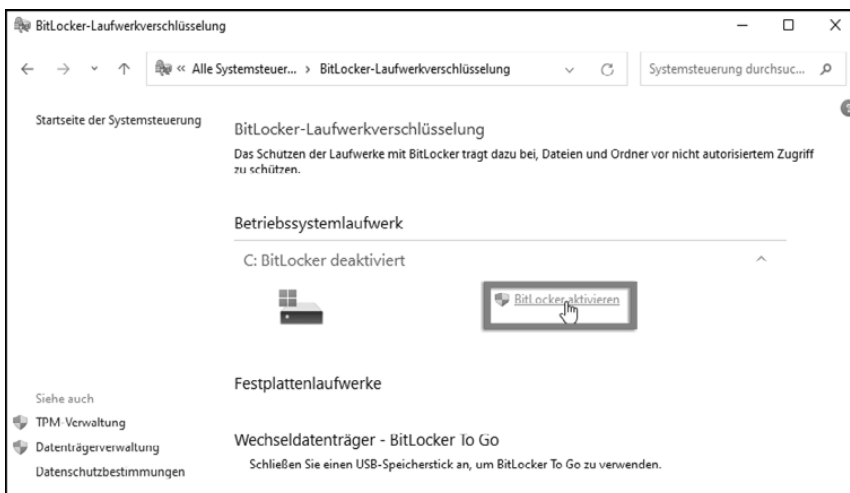 BitLocker-Laufwerkverschlüsselung
« Alle Systemsteuer... › BitLocker-Laufwerkverschlüsselung
Systemsteuerung durchsuc...
Startseite der Systemsteuerung
BitLocker-Laufwerkverschlüsselung
Das Schützen der Laufwerke mit BitLocker trägt dazu bei, Dateien und Ordner vor nicht autorisiertem Zugriff
zu schützen.
Betriebssystemlaufwerk
C: BitLocker deaktiviert
BitLocker aktivieren
Festplattenlaufwerke
Siehe auch
TPM-Verwaltung
Wechseldatenträger - BitLocker To Go
Datenträgerverwaltung
Schließen Sie einen USB-Speicherstick an, um BitLocker To Go zu verwenden.
Datenschutzbestimmungen